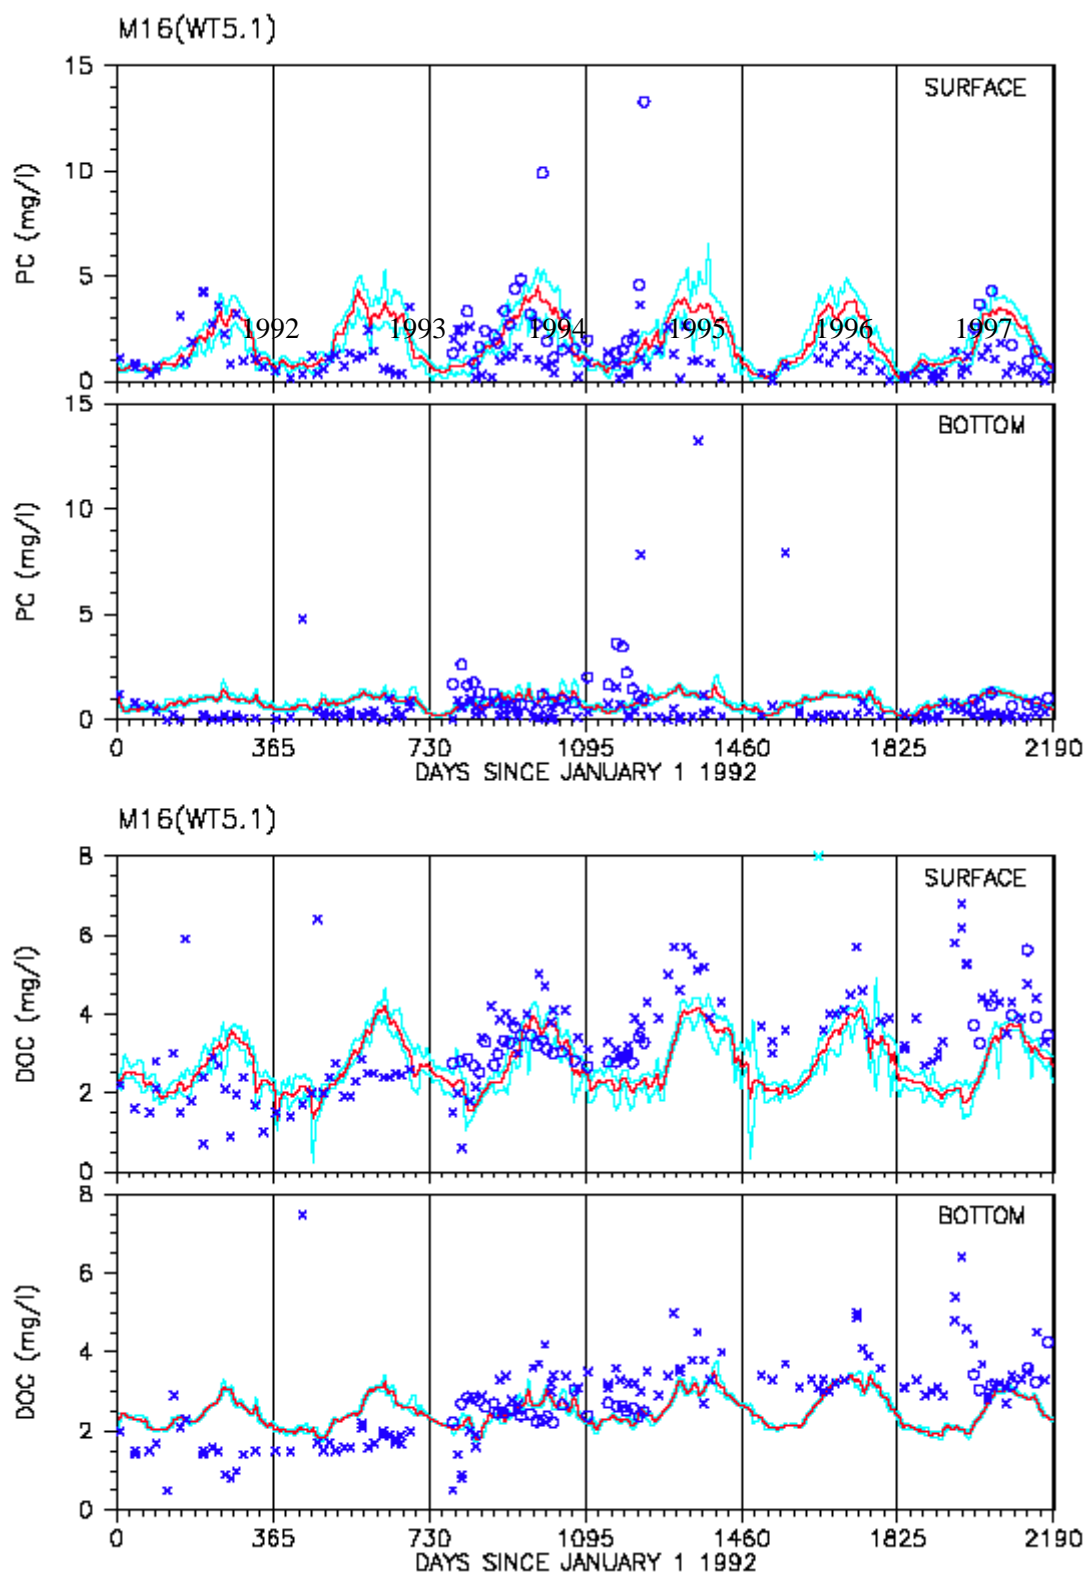 M16(WT5.1)
15
SURFACE
10
PC (mg/l)
5
1992 1993 1994 1995 1996 1997
0
15
BOTTOM
10
PC (mg/l)
5
0
0 365 730 1095 1460 1825 2190
DAYS SINCE JANUARY 1 1992
M16(WT5.1)
8
SURFACE
6
DOC (mg/l)
4
2
0
8
BOTTOM
6
DOC (mg/l)
4
2
0
0 365 730 1095 1460 1825 2190
DAYS SINCE JANUARY 1 1992